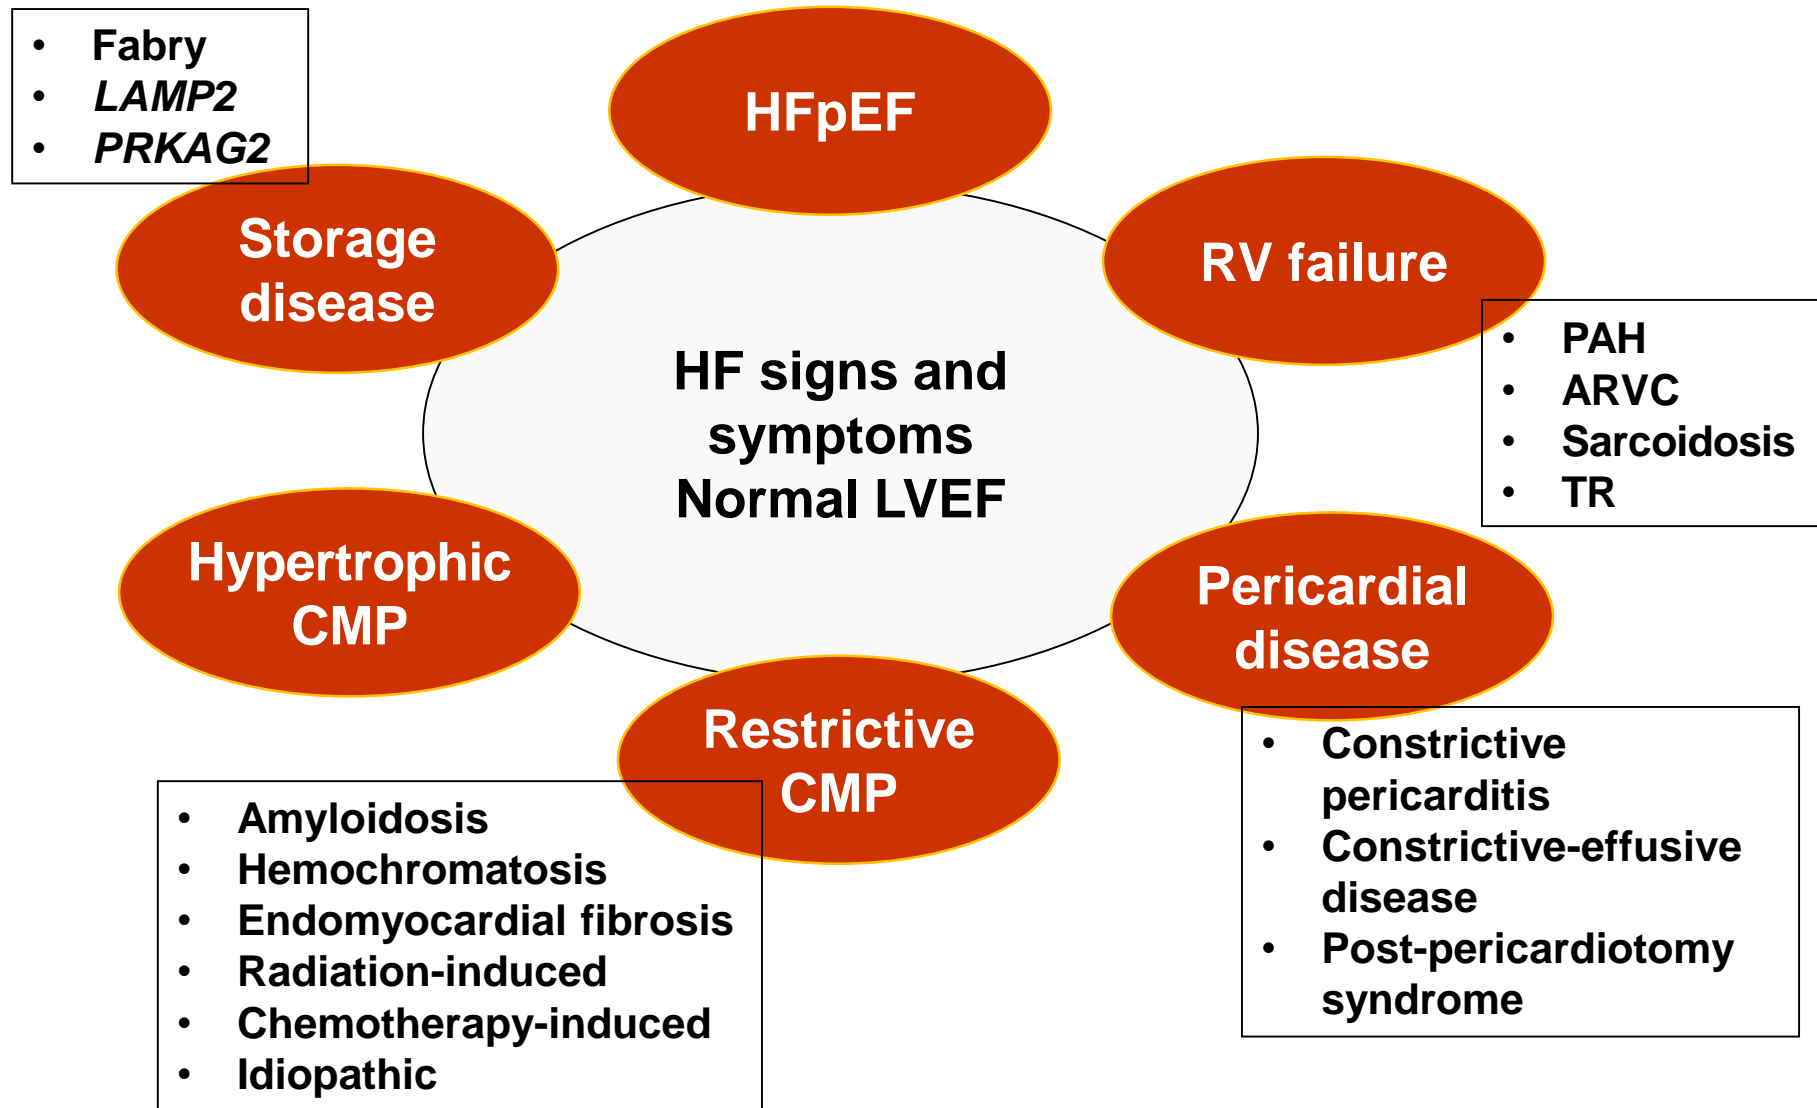 • Fabry
• LAMP2
• PRKAG2
HFpEF
Storage
disease
RV failure
• PAH
• ARVC
• Sarcoidosis
• TR
HF signs and
symptoms
Normal LVEF
Hypertrophic
CMP
Pericardial
disease
• Constrictive
pericarditis
• Constrictive-effusive
disease
• Post-pericardiotomy
syndrome
Restrictive
CMP
• Amyloidosis
• Hemochromatosis
• Endomyocardial fibrosis
• Radiation-induced
• Chemotherapy-induced
• Idiopathic